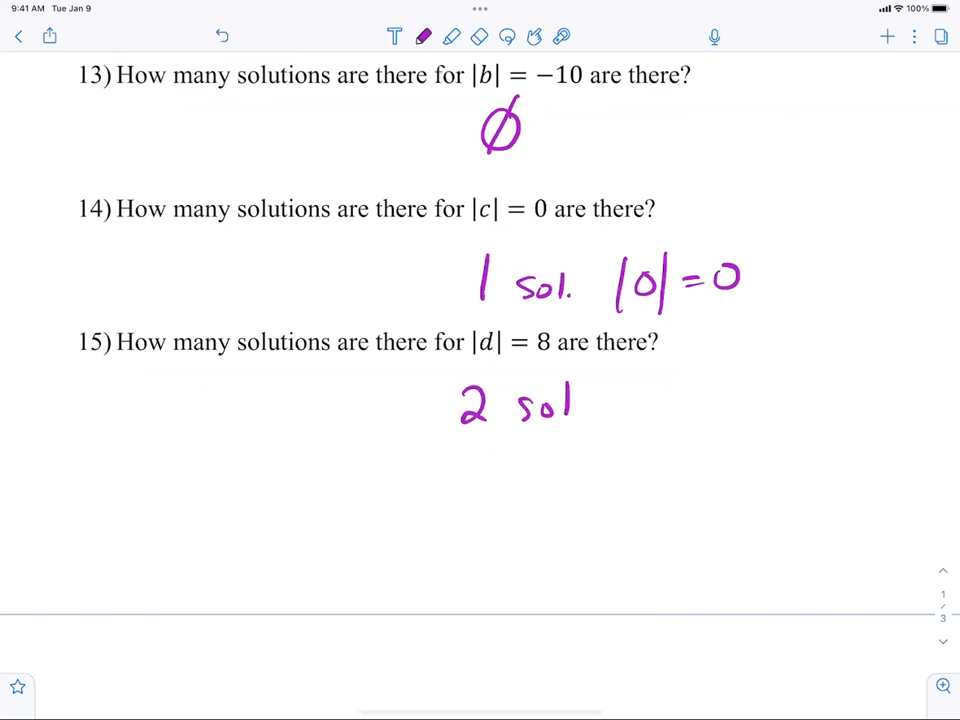 9:41 AM Tue Jan 9
100%
T
13) How many solutions are there for |b| = −10 are there?
∅
14) How many solutions are there for |c| = 0 are there?
1 sol. |0| = 0
15) How many solutions are there for |d| = 8 are there?
2 sol
1
/
3